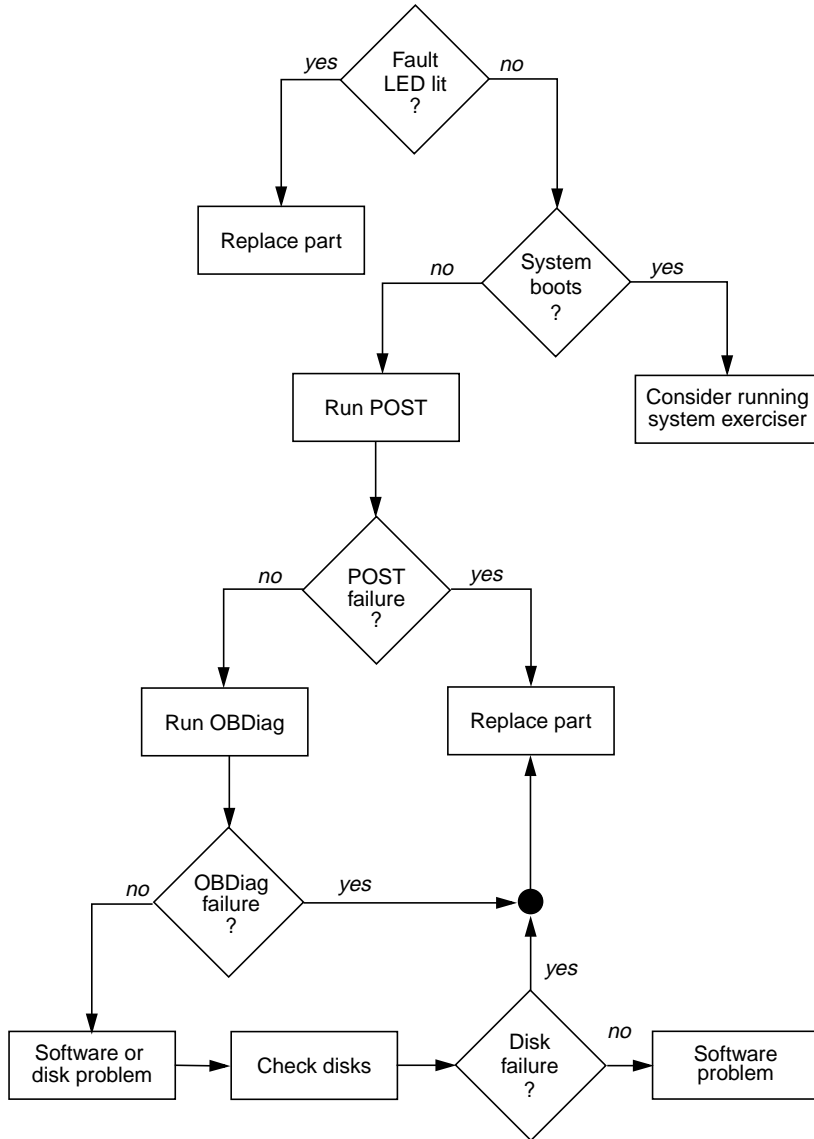 Fault
LED lit
?
yes
no
Replace part
System
boots
?
no
yes
Run POST
Consider running
system exerciser
POST
failure
?
no
yes
Run OBDiag
Replace part
OBDiag
failure
?
no
yes
yes
Software or
disk problem
Check disks
Disk
failure
?
no
Software
problem